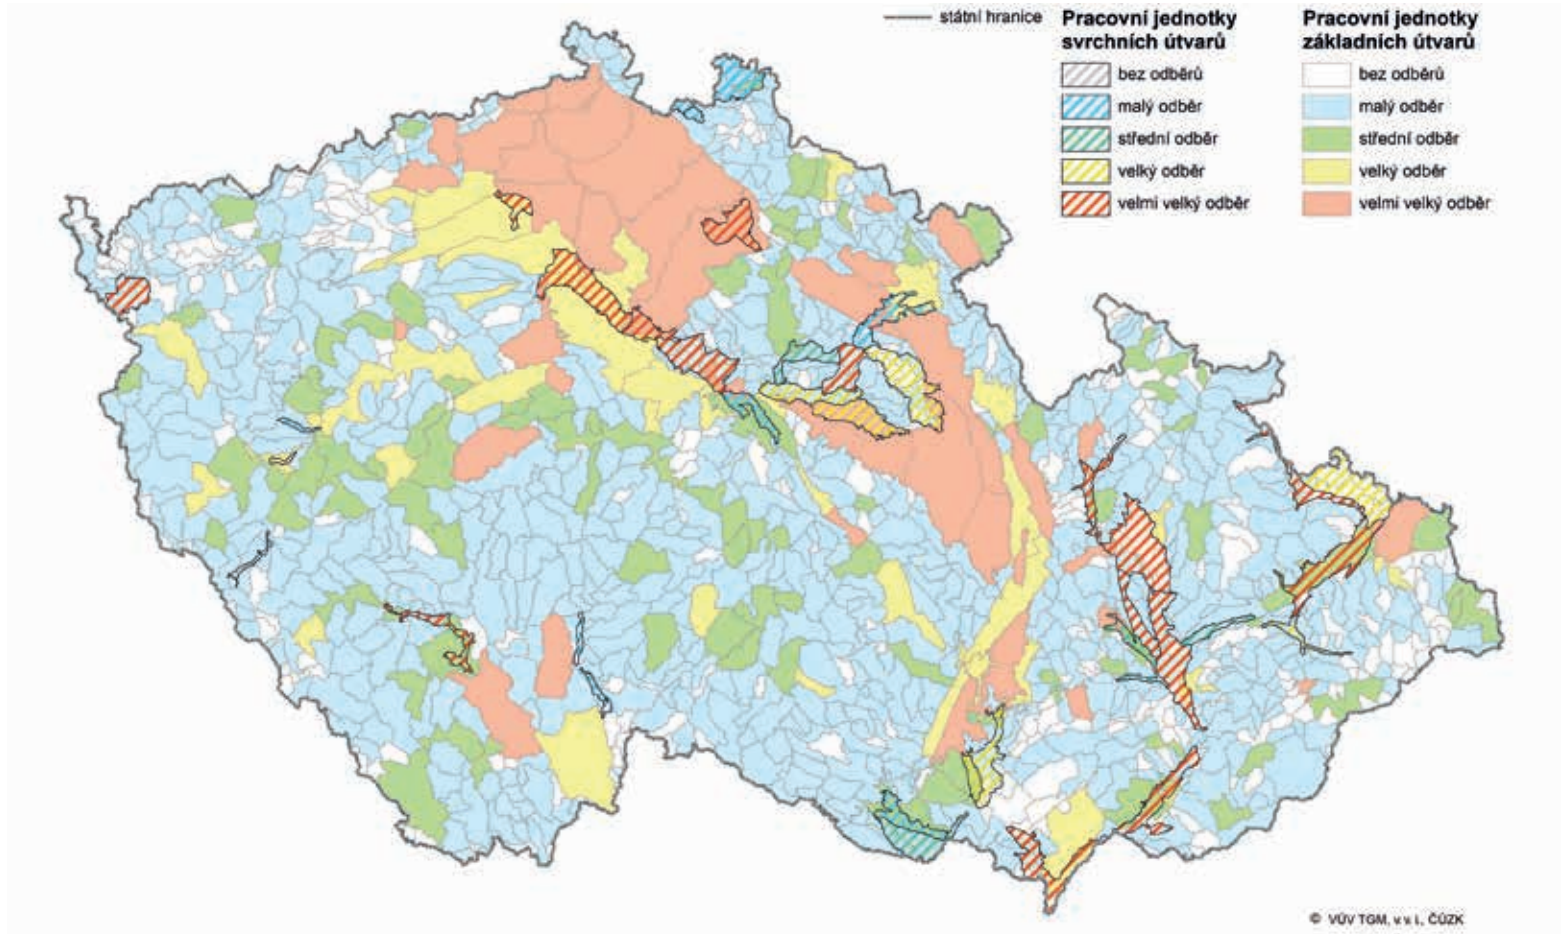 státní hranice
Pracovní jednotky
svrchních útvarů
bez odběrů
malý odběr
střední odběr
velký odběr
velmi velký odběr
Pracovní jednotky
základních útvarů
bez odběrů
malý odběr
střední odběr
velký odběr
velmi velký odběr
© VÚV TGM, v.v.i., ČÚZK